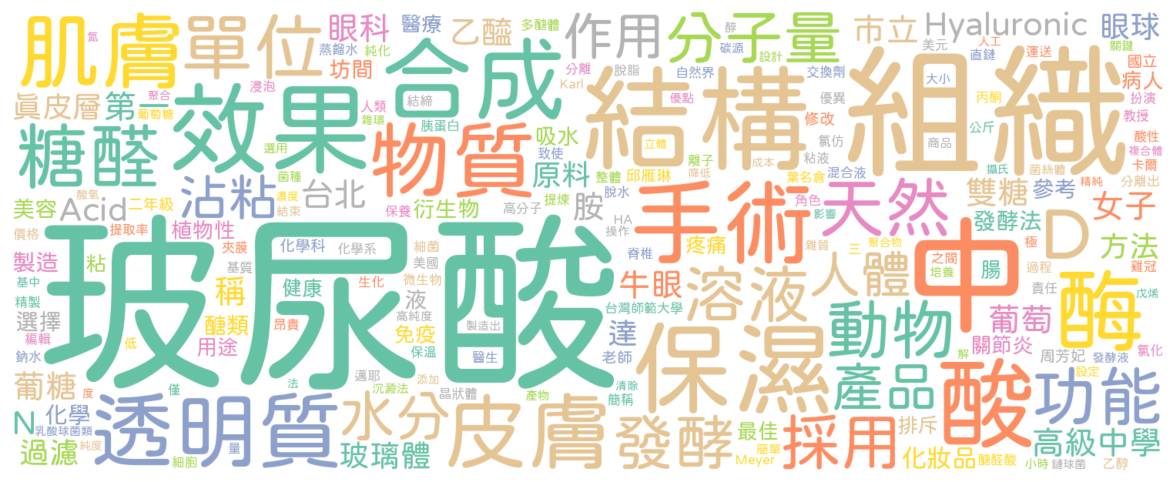 肌膚
單位
眼科
醫療
乙醯
多醣體
作用
分子量
市立
Hyaluronic
眼球
氮
蒸餾水
純化
醇
碳源
設計
美元
人工
直鏈
運送
關鍵
坊間
合成
分離
Karl
脫脂
自然界
交換劑
結構
組織
大小
國立
病人
丙酮
扮演
教授
真皮層
第一
聚合
葡萄糖
浸泡
人類
雜環
結締
優點
優異
修改
氯仿
商品
公斤
酸性
複合體
卡爾
糖醛
效果
物質
胰蛋白
選用
吸水
致使
立體
粘液
離子
降低
成本
攝氏
菌絲體
分離出
沾粘
菌種
濃度
結束
台北
原料
整體
邱雁琳
葉名倉
混合液
雙糖
參考
精純
美容
Acid
酸氫
二年級
保養
衍生物
提煉
脫水
高分子
胺
HA
操作
手術
角色
影響
天然
發酵法
D
女子
價格
提取率
植物性
玻尿酸
夾膜
化學科
化學系
細菌
美國
脊椎
疼痛
雜質
三
聚合物
中
之間
培養
極
腸
過程
方法
雞冠
製造
粘
基質
健康
生化
微生物
牛眼
溶液
人體
責任
戊烯
基中
精製
稱
液
高純度
台灣師範大學
動物
葡萄
酶
選擇
編輯
醣類
昂貴
免疫
製造出
達
保濕
關節炎
周芳妃
氯化
鈉水
低
用途
保溫
醫生
老師
解
發酵液
葡糖
度
僅
法
邁耶
沉澱法
添加
晶狀體
產物
清除
簡稱
產品
酸
設定
功能
N
化學
乳酸球菌類
透明質
水分
皮膚
發酵
最佳
採用
排斥
高級中學
過濾
純度
細胞
量
玻璃體
簡單
Meyer
化妝品
醣醛酸
小時
鏈球菌
乙醇